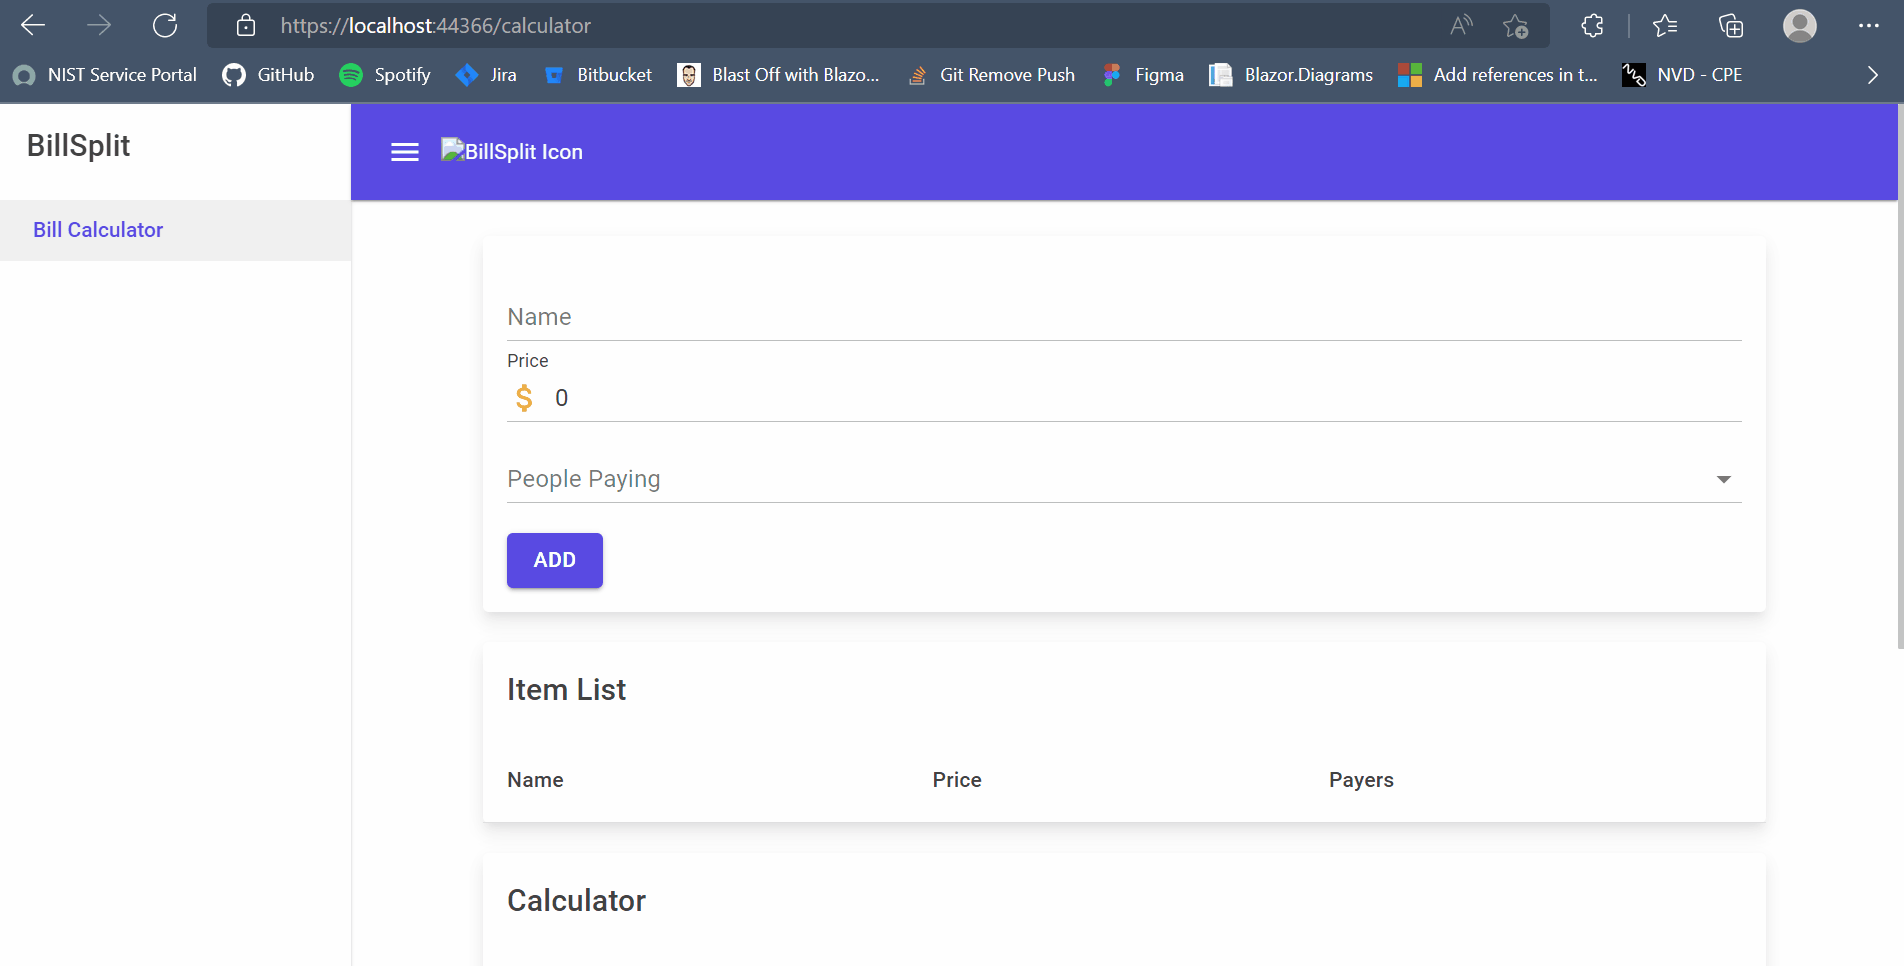 https://localhost:44366/calculator
NIST Service Portal GitHub Spotify Jira Bitbucket Blast Off with Blazo... Git Remove Push Figma Blazor.Diagrams Add references in t... NVD - CPE
BillSplit
BillSplit Icon
Bill Calculator
Name
Price
$ 0
People Paying
ADD
Item List
Name Price Payers
Calculator